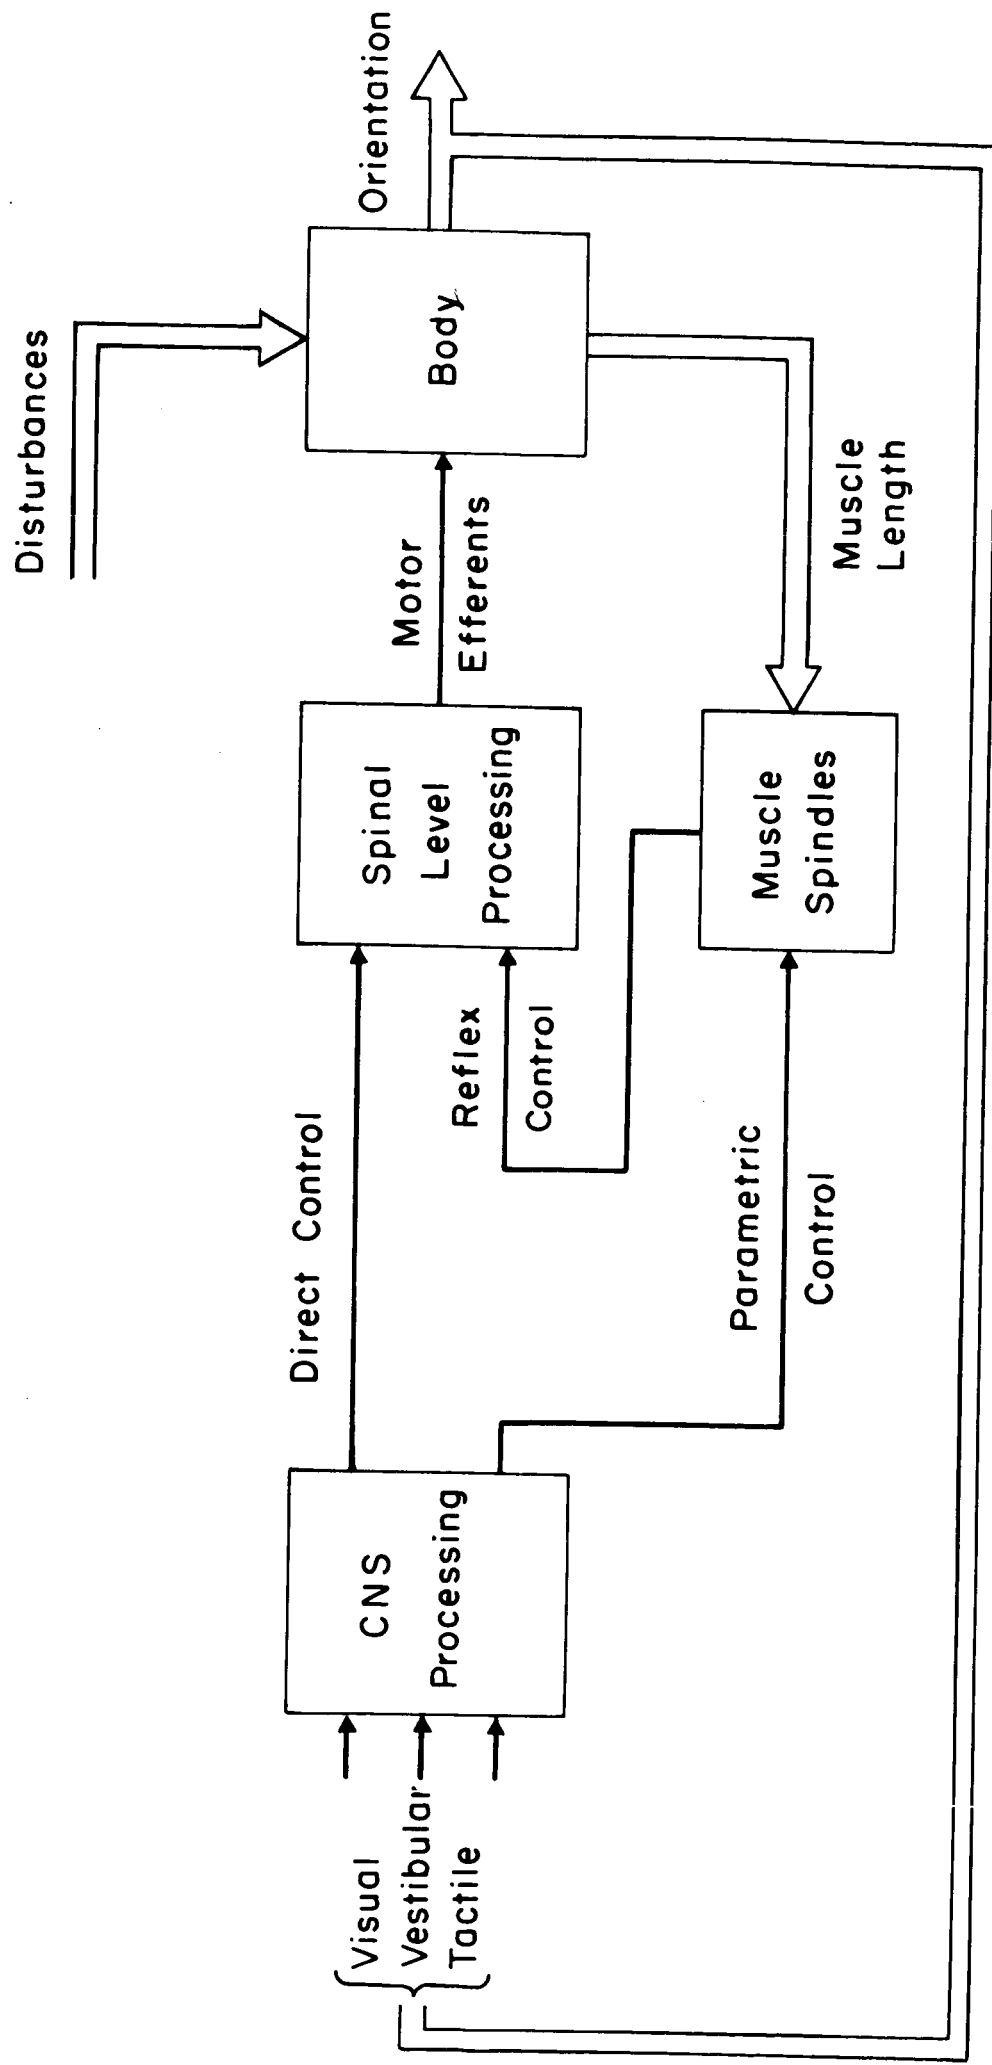 Disturbances
Orientation
Visual
Vestibular
Tactile
CNS
Processing
Direct Control
Reflex
Control
Parametric
Control
Spinal
Level
Processing
Motor
Efferents
Body
Muscle
Spindles
Muscle
Length